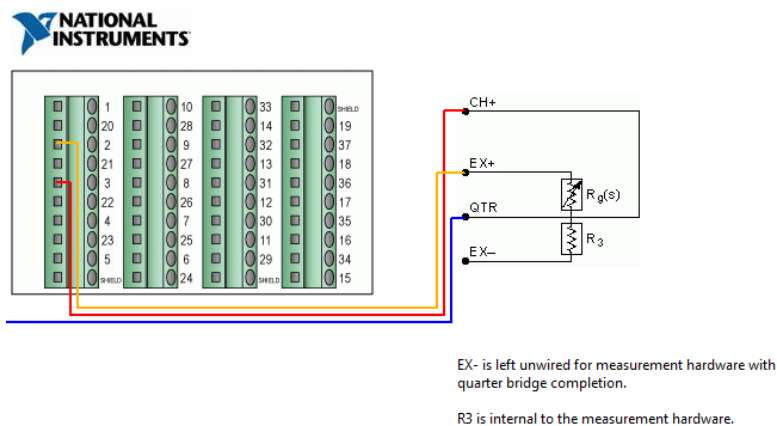 NATIONAL
INSTRUMENTS
1 10 33 SHIELD
20 28 14 19
2 9 32 37
21 27 13 18
3 8 31 36
22 26 12 17
4 7 30 35
23 25 11 16
5 6 29 34
SHIELD 24 SHIELD 15
CH+
EX+
Rg(s)
QTR
R3
EX–
EX- is left unwired for measurement hardware with
quarter bridge completion.
R3 is internal to the measurement hardware.